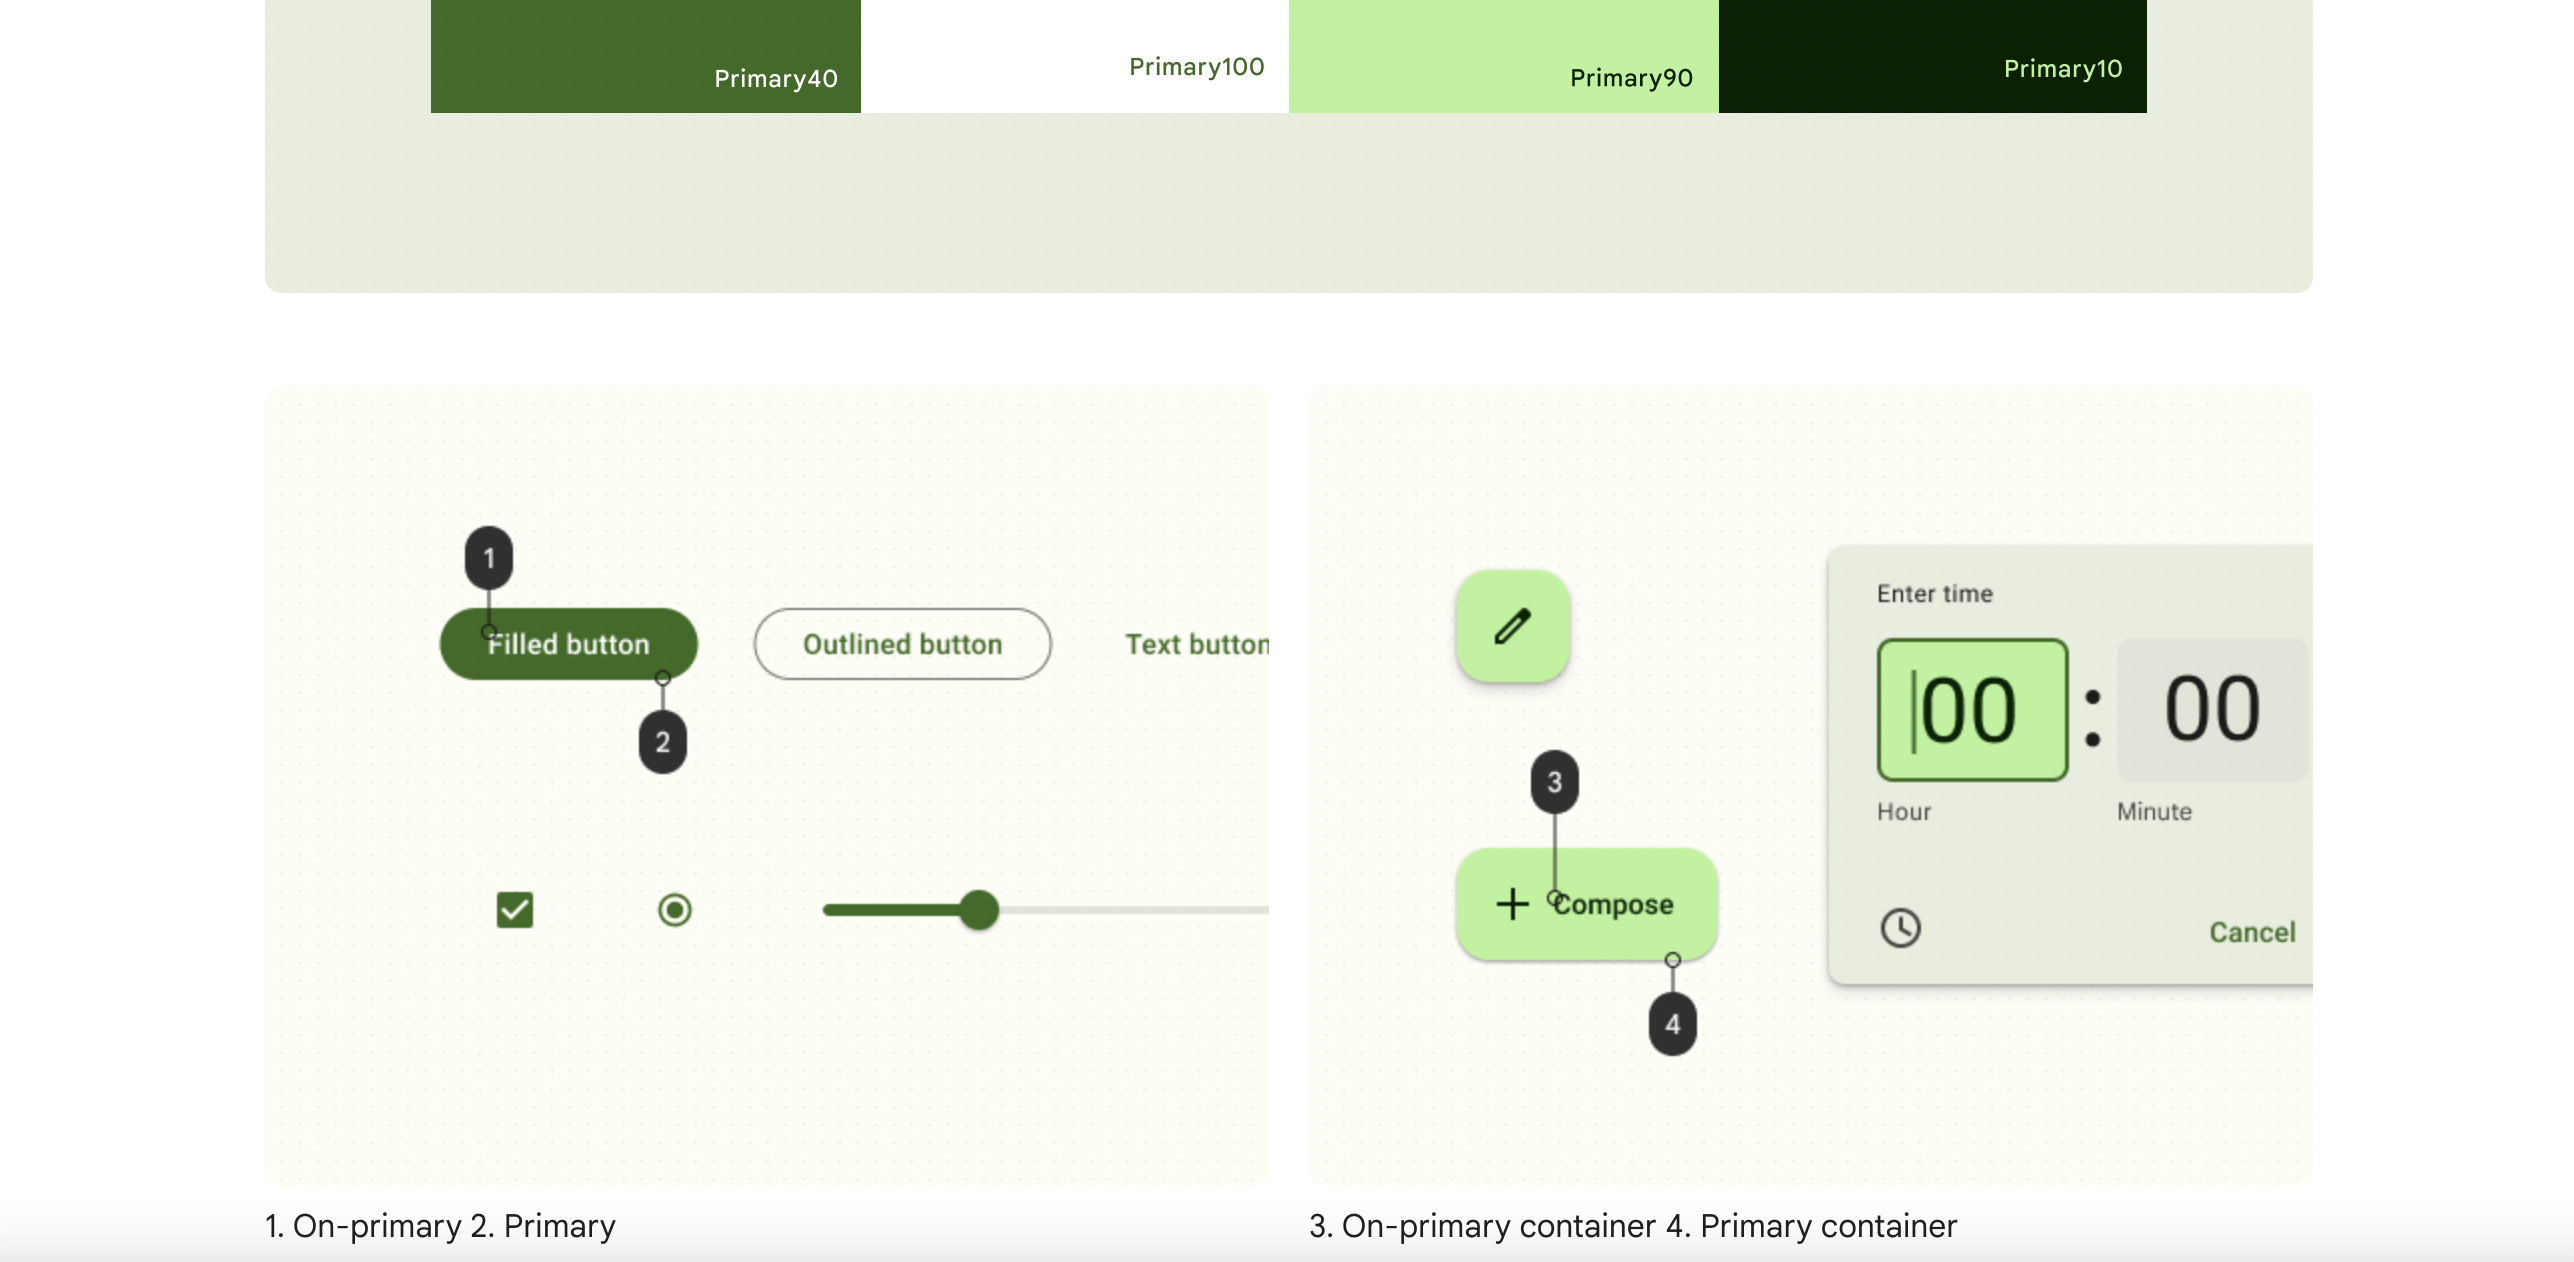 Primary40
Primary100
Primary90
Primary10
1
Filled button
Outlined button
Text button
2
3
Compose
4
Enter time
00 : 00
Hour
Minute
Cancel
1. On-primary 2. Primary
3. On-primary container 4. Primary container